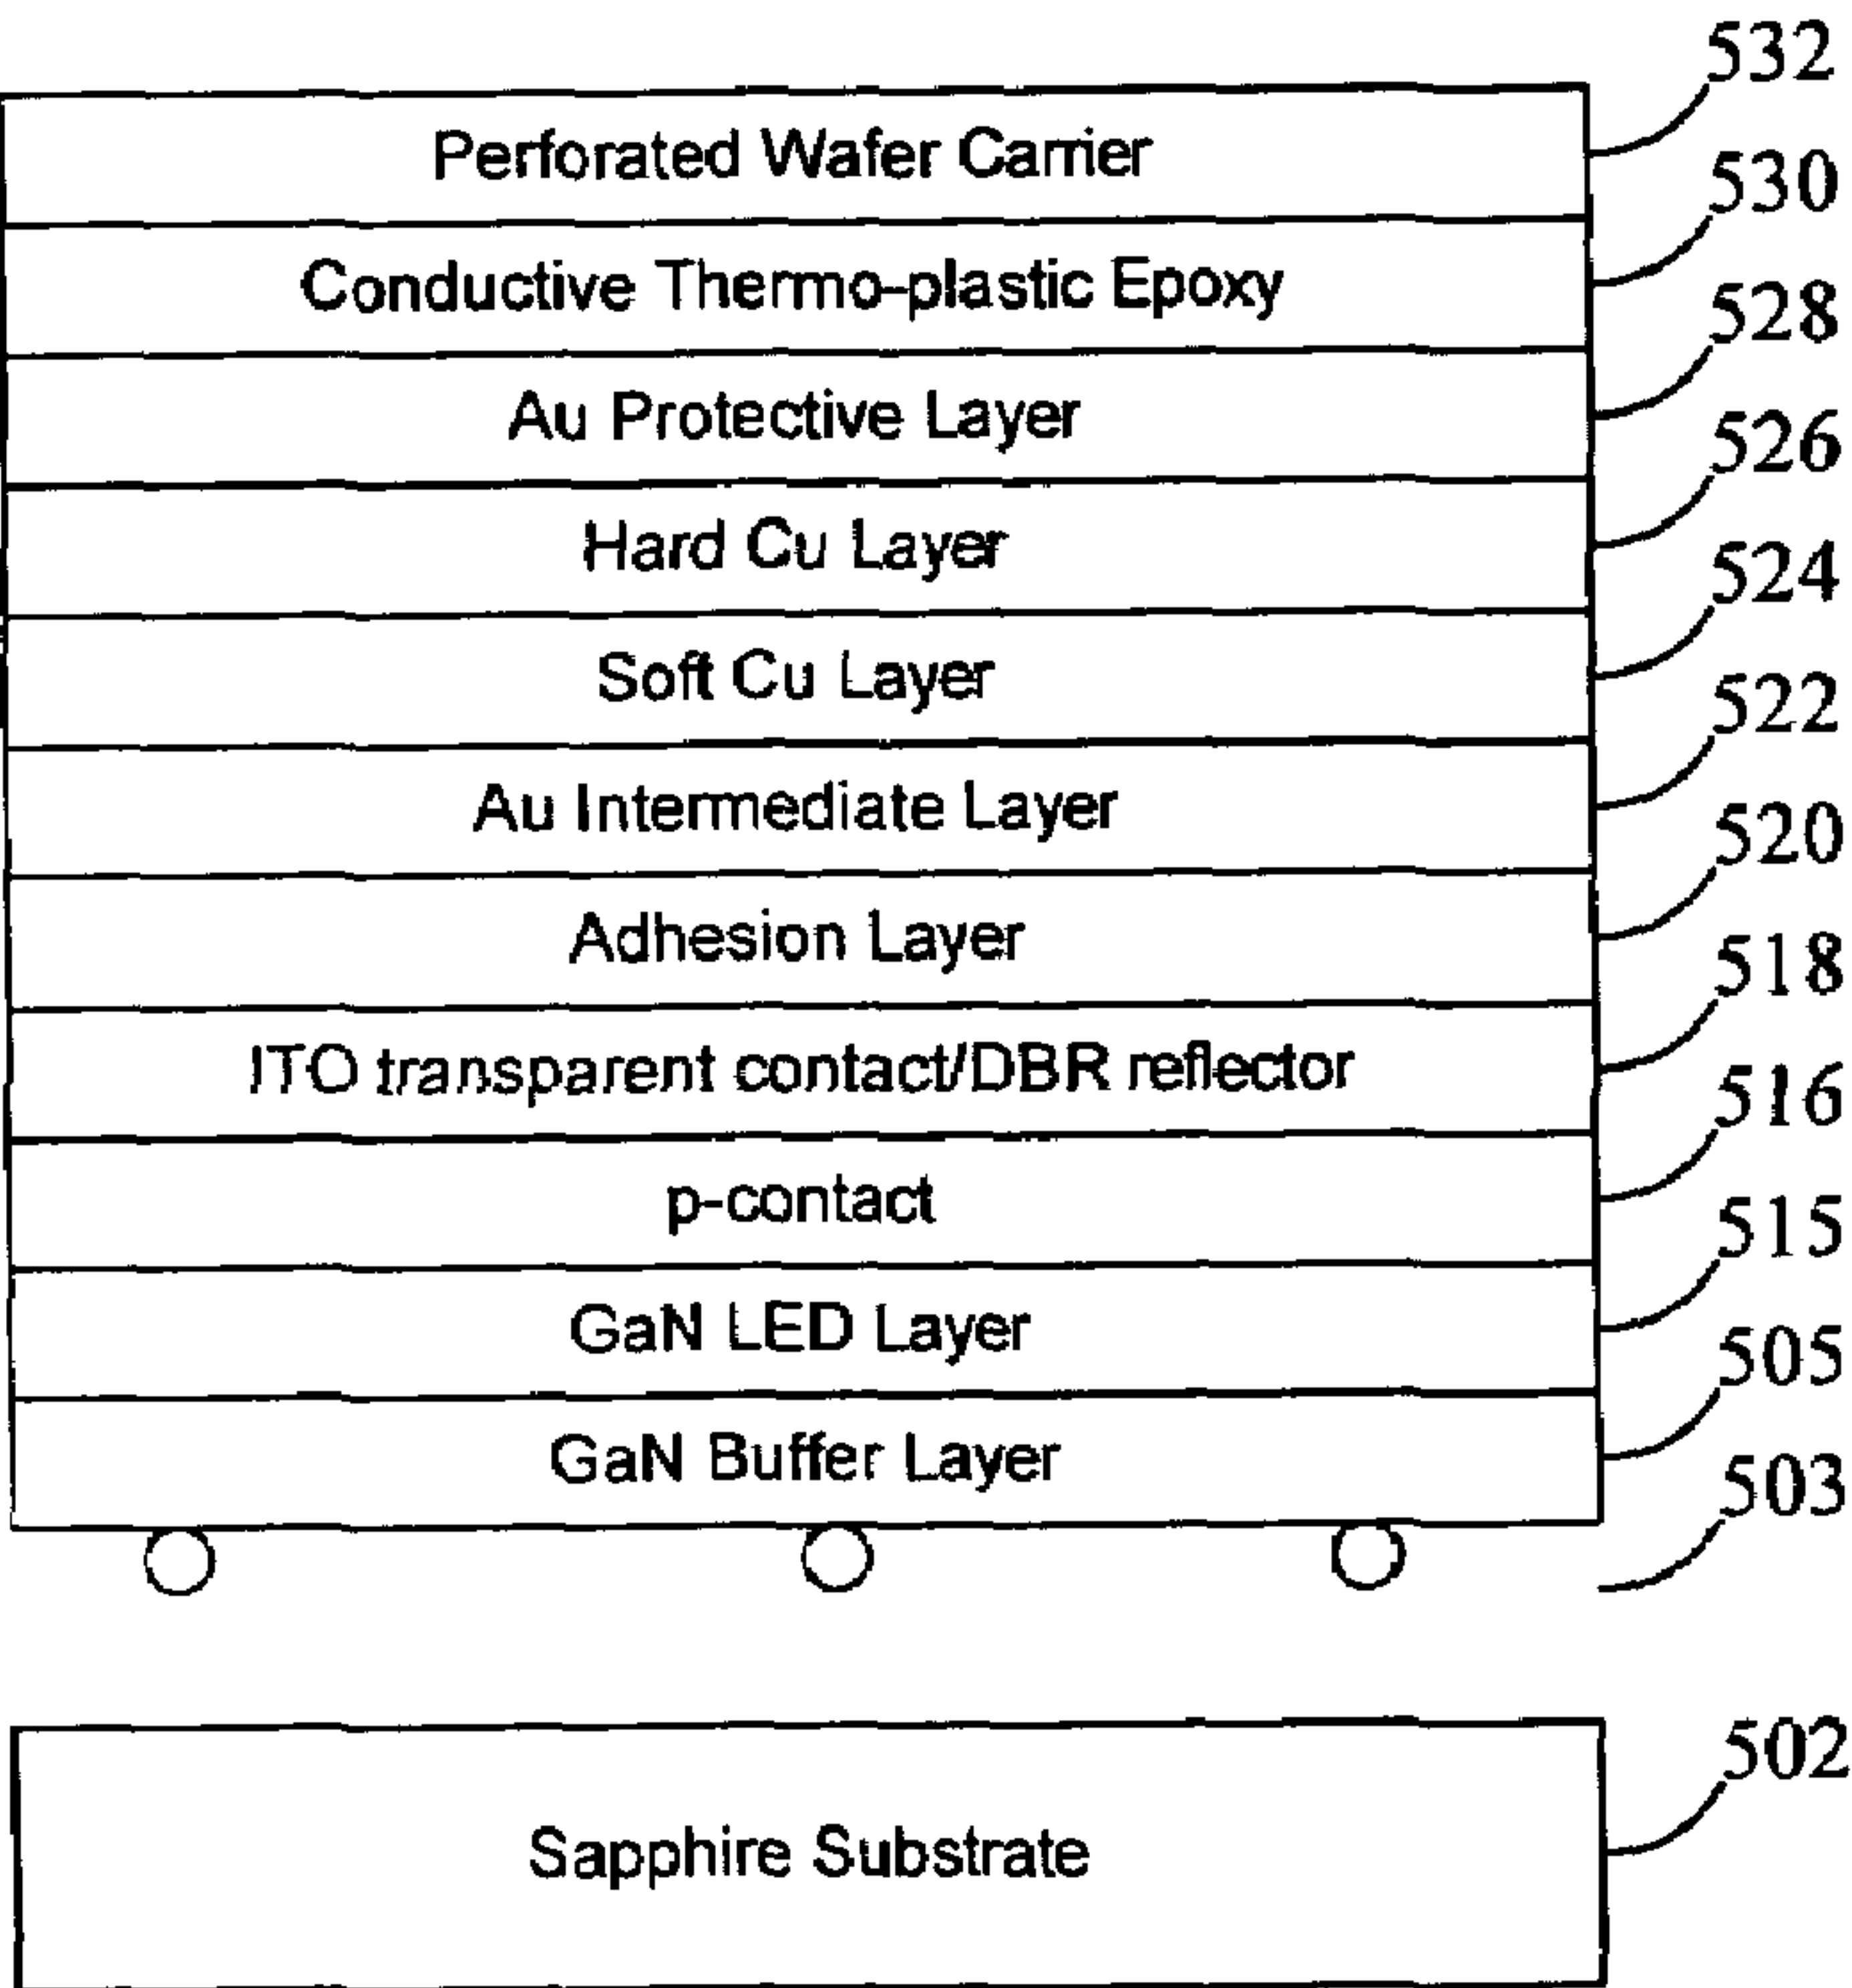 532
Perforated Wafer Carrier
530
Conductive Thermo-plastic Epoxy
528
Au Protective Layer
526
Hard Cu Layer
524
Soft Cu Layer
522
Au Intermediate Layer
520
Adhesion Layer
518
ITO transparent contact/DBR reflector
516
p-contact
515
GaN LED Layer
505
GaN Buffer Layer
503
502
Sapphire Substrate